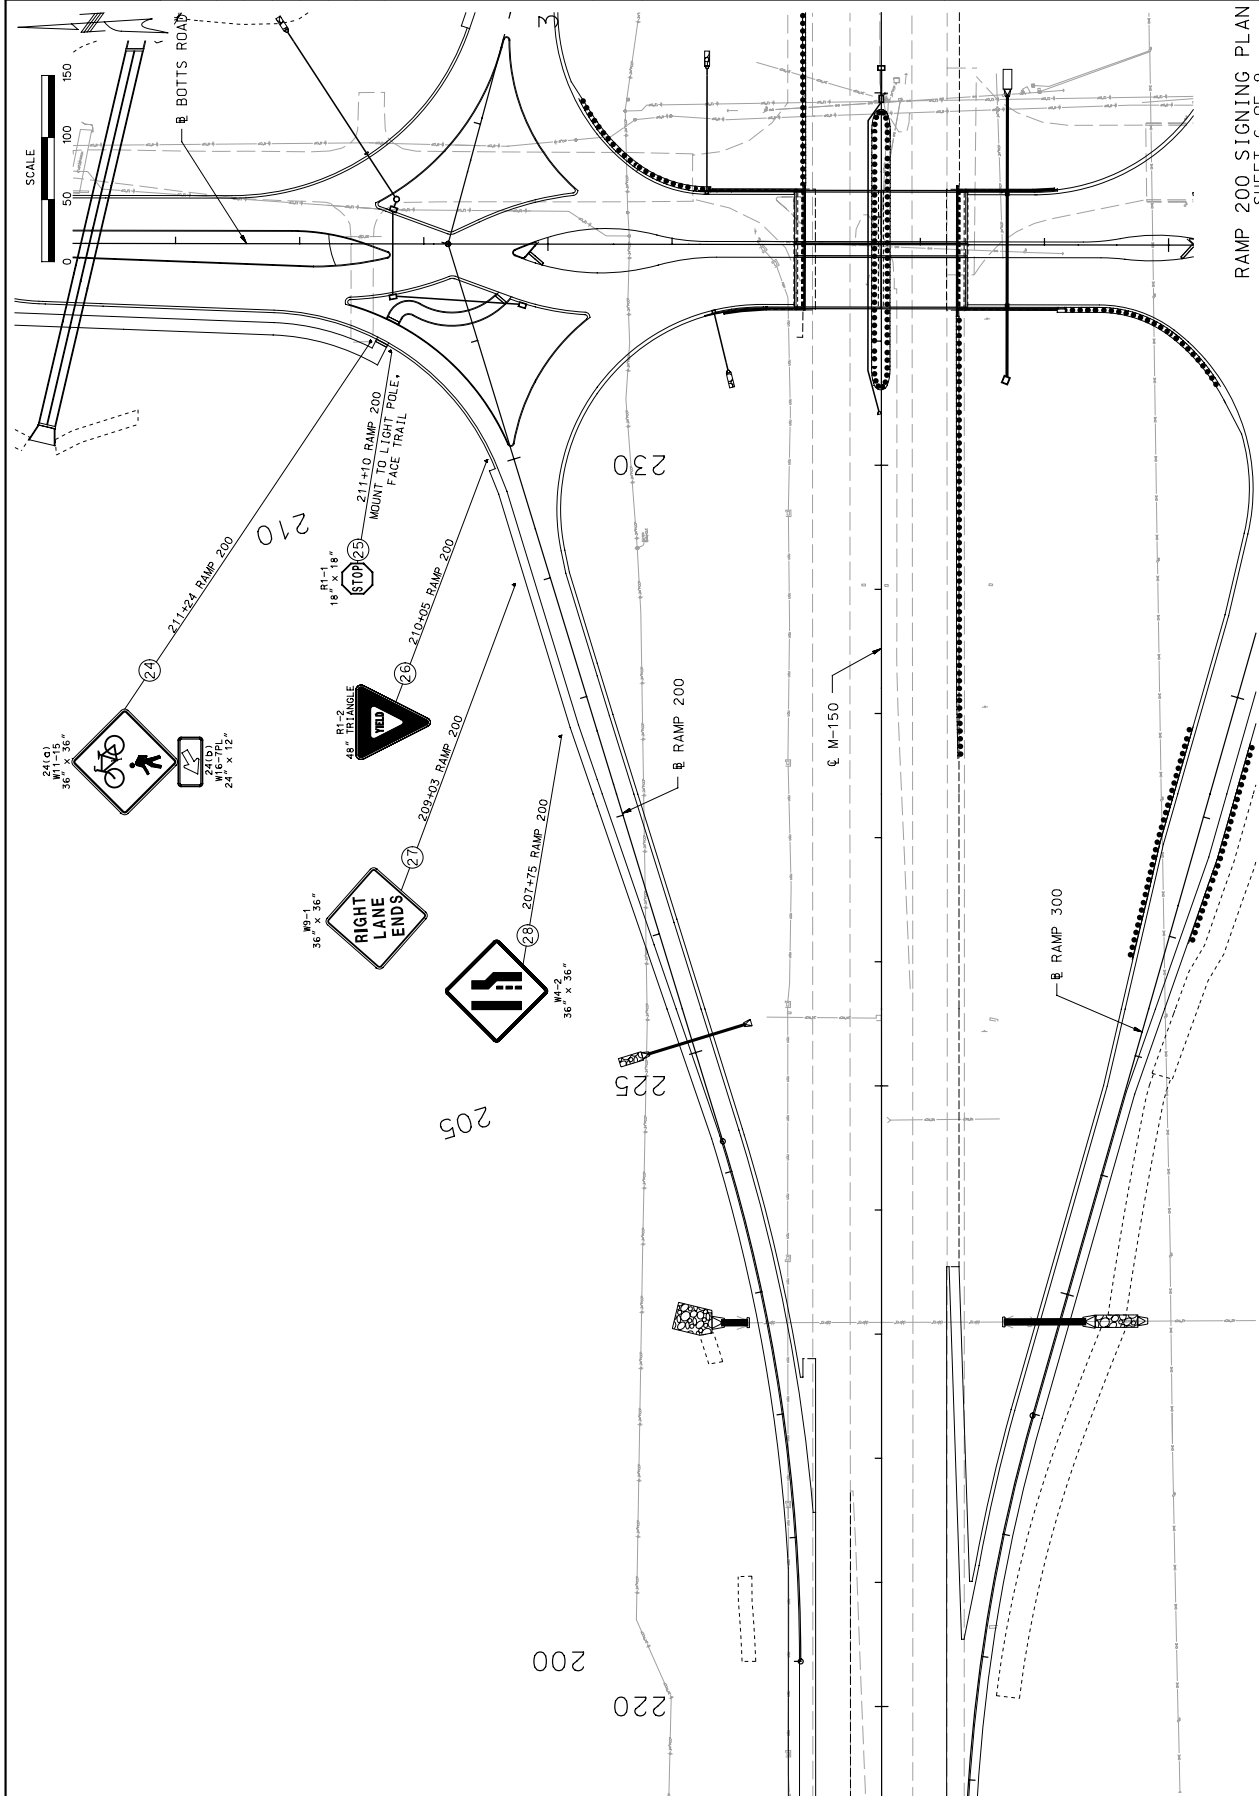 SCALE
0 50 100 150
℄ BOTTS ROAD
3
24(a)
W11-15
36" x 36"
24(b)
W16-7PL
24" x 12"
24
211+24 RAMP 200
210
R1-1
18" x 18"
STOP
25
211+10 RAMP 200
MOUNT TO LIGHT POLE,
FACE TRAIL
R1-2
48" TRIANGLE
YIELD
26
210+05 RAMP 200
W9-1
36" x 36"
RIGHT
LANE
ENDS
27
209+03 RAMP 200
W4-2
36" x 36"
28
207+75 RAMP 200
230
B RAMP 200
℄ M-150
B RAMP 300
225
205
200
220
RAMP 200 SIGNING PLAN